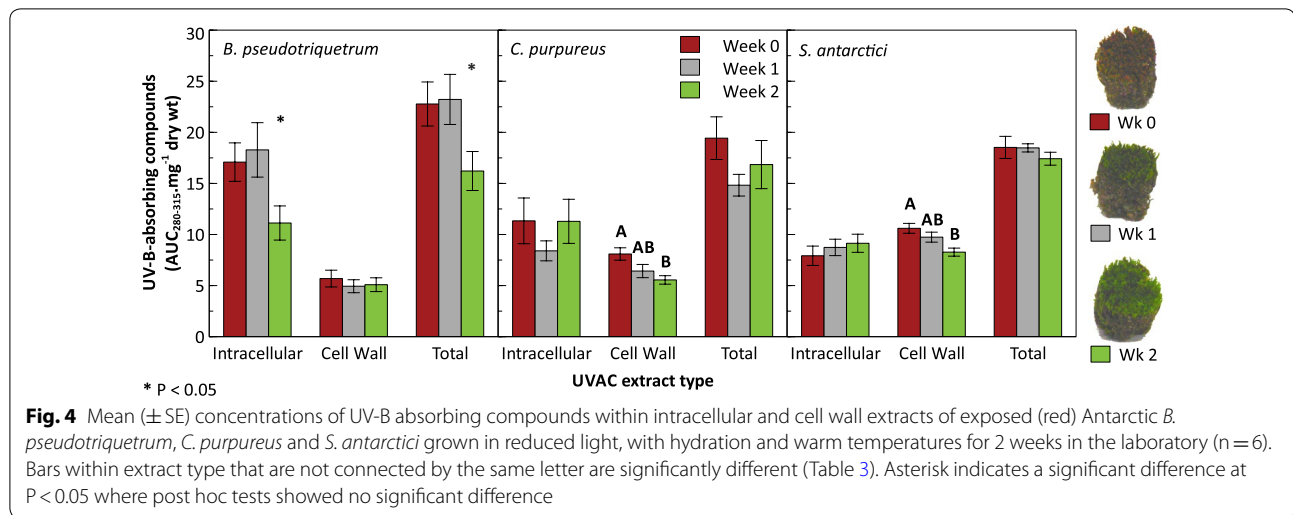 30
25
20
15
10
5
0
UV-B-absorbing compounds
(AUC280-315.mg-1 dry wt)
B. pseudotriquetrum
*
*
Intracellular Cell Wall Total
C. purpureus
Week 0
Week 1
Week 2
A
AB
B
Intracellular Cell Wall Total
S. antarctici
A
AB
B
Intracellular Cell Wall Total
Wk 0
Wk 1
Wk 2
* P < 0.05
UVAC extract type
Fig. 4 Mean (± SE) concentrations of UV-B absorbing compounds within intracellular and cell wall extracts of exposed (red) Antarctic B.
pseudotriquetrum, C. purpureus and S. antarctici grown in reduced light, with hydration and warm temperatures for 2 weeks in the laboratory (n = 6).
Bars within extract type that are not connected by the same letter are significantly different (Table 3). Asterisk indicates a significant difference at
P < 0.05 where post hoc tests showed no significant difference